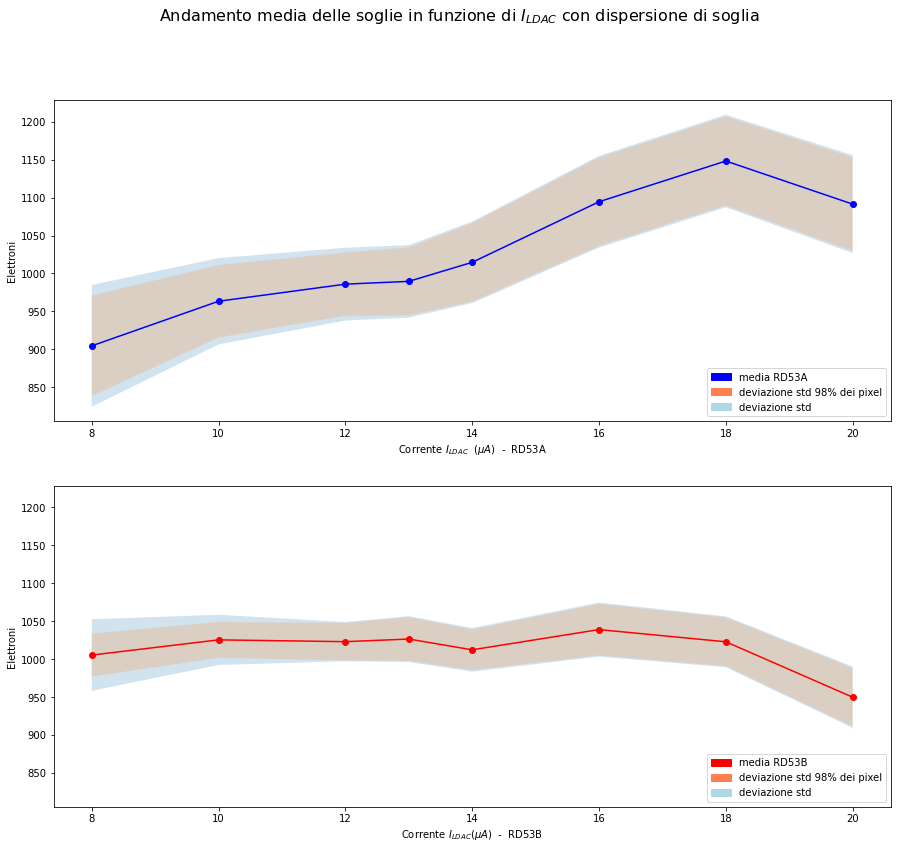 Andamento media delle soglie in funzione di I_LDAC con dispersione di soglia
1200
1150
1100
1050
1000
950
900
850
Elettroni
media RD53A
deviazione std 98% dei pixel
deviazione std
8 10 12 13 14 16 18 20
Corrente I_LDAC (μA) - RD53A
1200
1150
1100
1050
1000
950
900
850
Elettroni
media RD53B
deviazione std 98% dei pixel
deviazione std
8 10 12 13 14 16 18 20
Corrente I_LDAC(μA) - RD53B